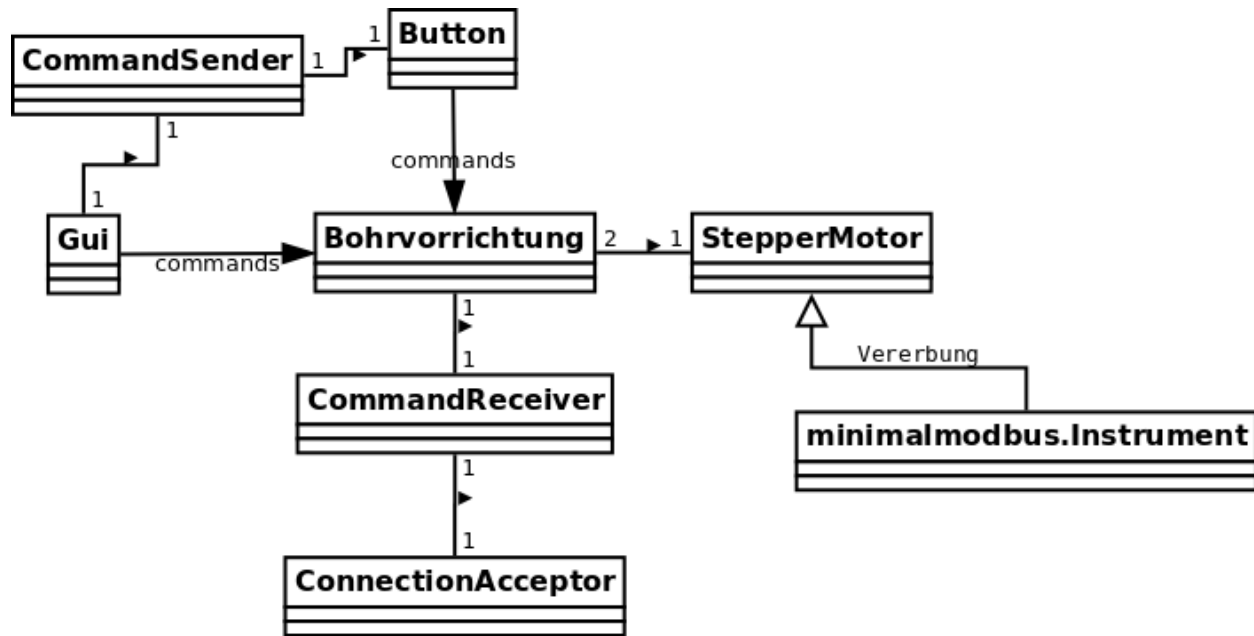 Button
CommandSender
1
1
1
commands
1
Gui
commands
Bohrvorrichtung
2
1
StepperMotor
1
1
Vererbung
CommandReceiver
minimalmodbus.Instrument
1
1
ConnectionAcceptor